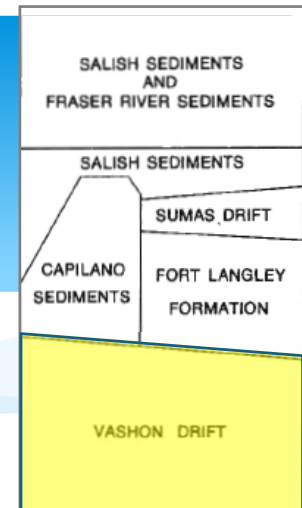 SALISH SEDIMENTS
AND
FRASER RIVER SEDIMENTS
SALISH SEDIMENTS
SUMAS DRIFT
CAPILANO
SEDIMENTS
FORT LANGLEY
FORMATION
VASHON DRIFT